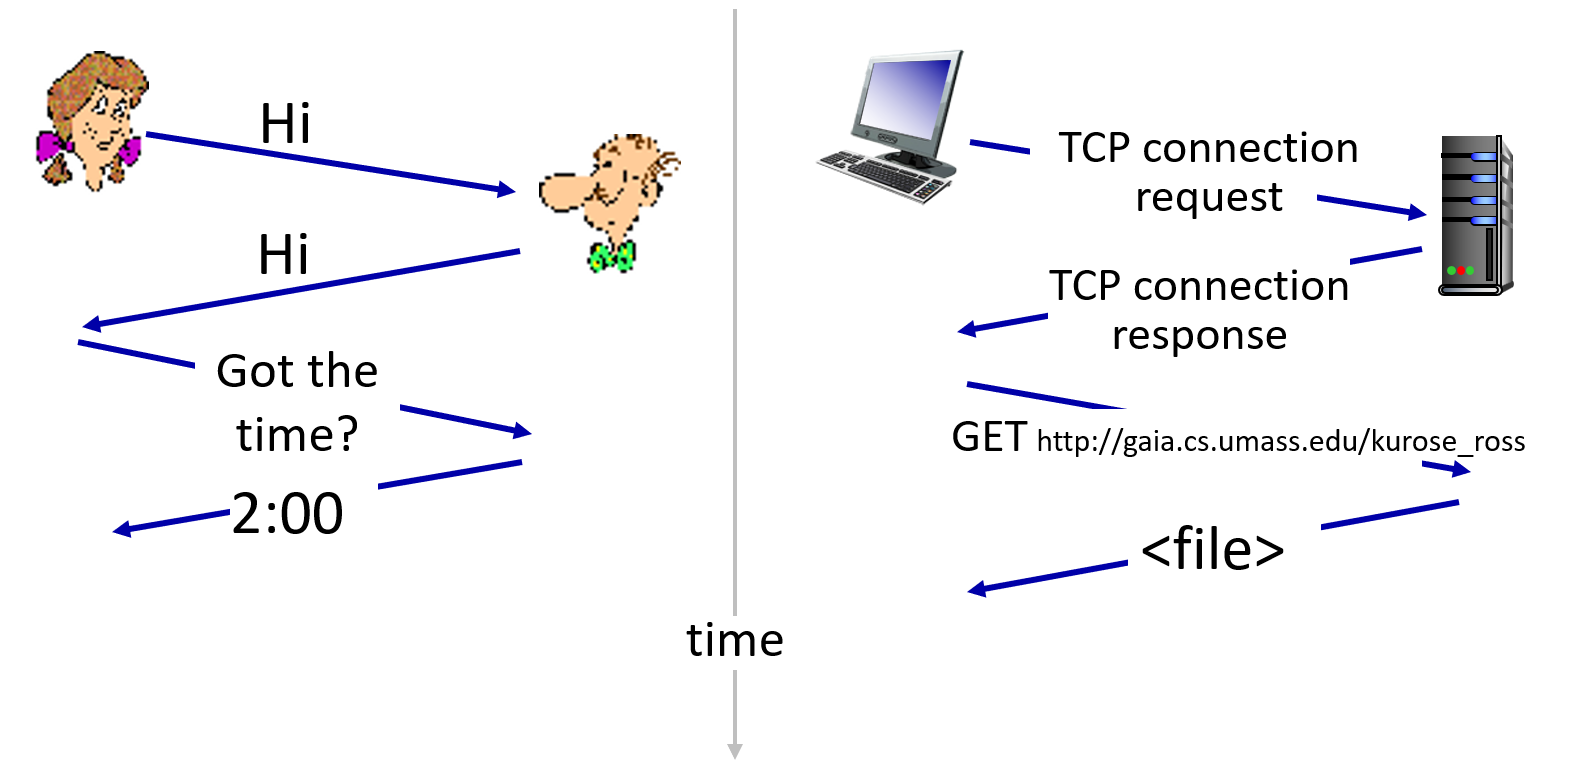 Hi
Hi
Got the
time?
2:00
TCP connection
request
TCP connection
response
GET http://gaia.cs.umass.edu/kurose_ross
<file>
time